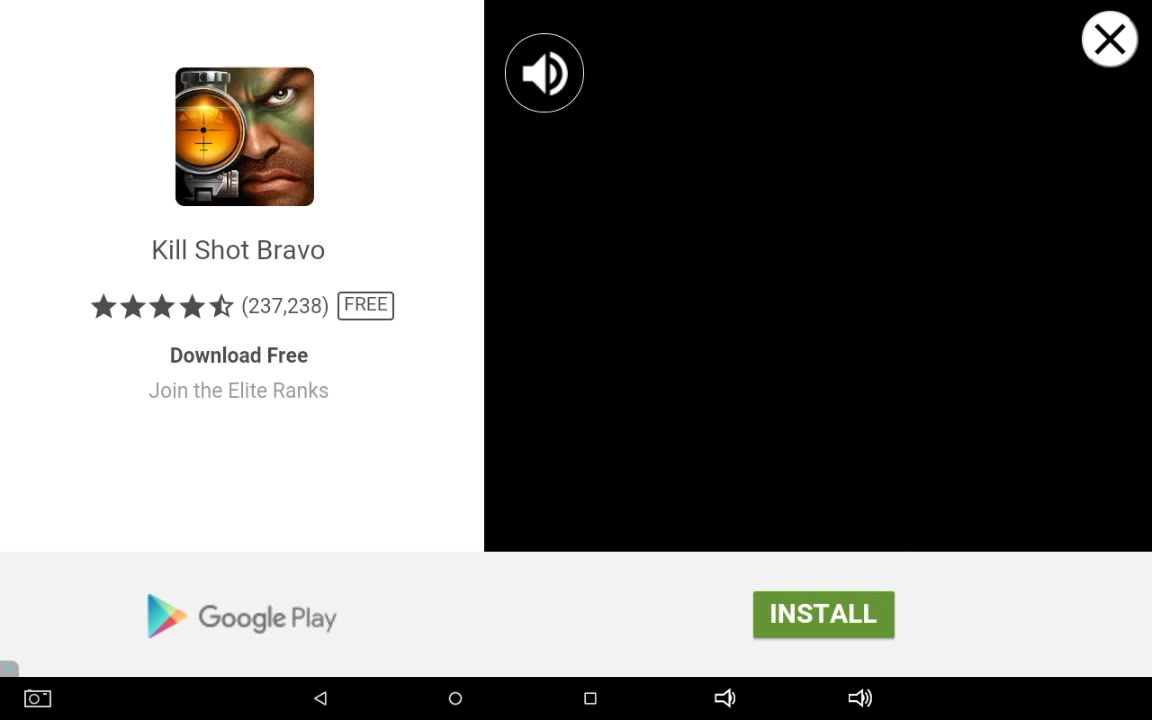 Kill Shot Bravo
(237,238) FREE
Download Free
Join the Elite Ranks
Google Play
INSTALL